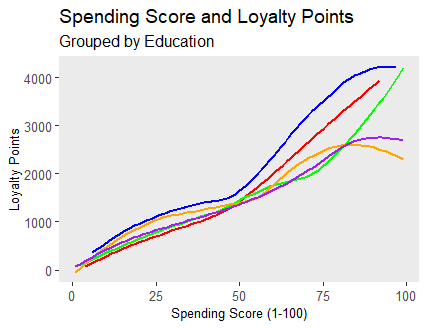 Spending Score and Loyalty Points
Grouped by Education
Loyalty Points
4000
3000
2000
1000
0
0 25 50 75 100
Spending Score (1-100)